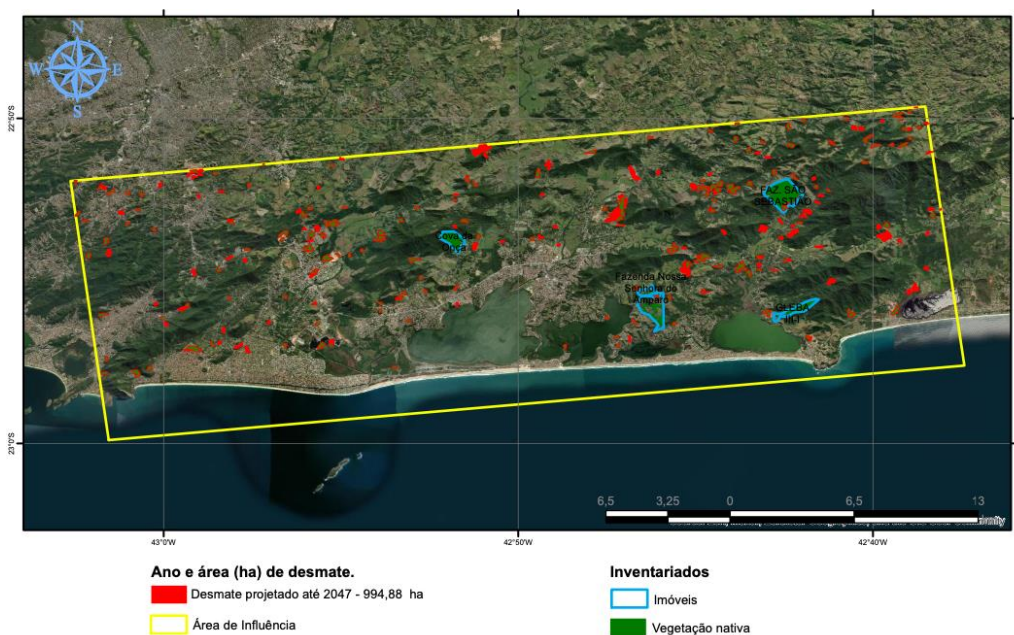 N
W E
S
22°50'S
FAZ. SÃO
SEBASTIÃO
Fazenda Nossa
Senhora do
Amparo
GLEBA
23°0'S
6,5 3,25 0 6,5 13
43°0'W 42°50'W 42°40'W
Ano e área (ha) de desmate.
Desmate projetado até 2047 - 994,88 ha
Área de Influência
Inventariados
Imóveis
Vegetação nativa